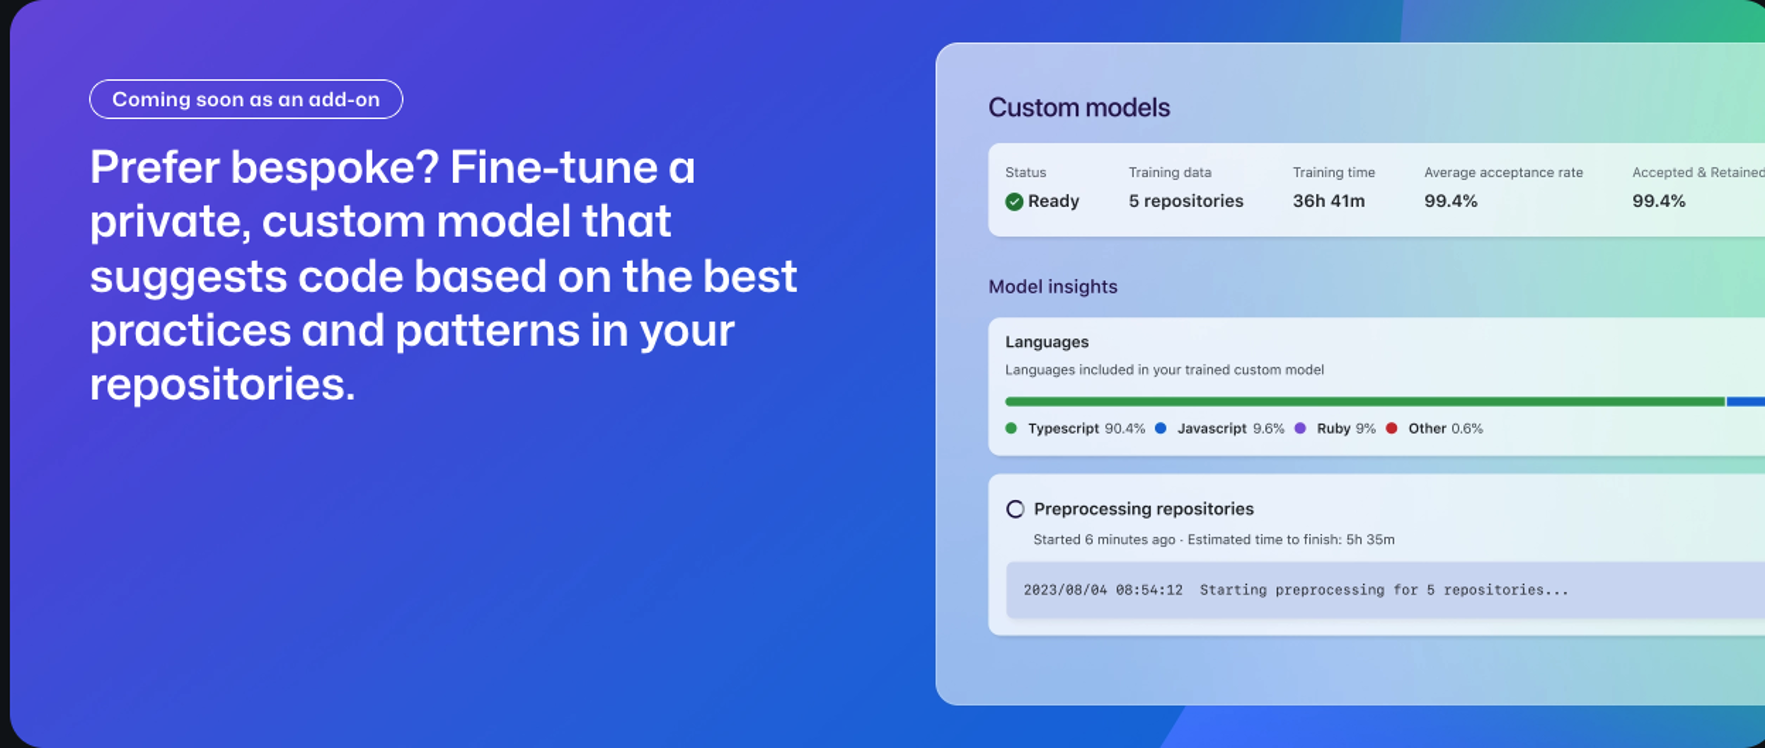 Coming soon as an add-on
Prefer bespoke? Fine-tune a
private, custom model that
suggests code based on the best
practices and patterns in your
repositories.
Custom models
Status Training data Training time Average acceptance rate Accepted & Retained
Ready 5 repositories 36h 41m 99.4% 99.4%
Model insights
Languages
Languages included in your trained custom model
Typescript 90.4% Javascript 9.6% Ruby 9% Other 0.6%
Preprocessing repositories
Started 6 minutes ago · Estimated time to finish: 5h 35m
2023/08/04 08:54:12 Starting preprocessing for 5 repositories...